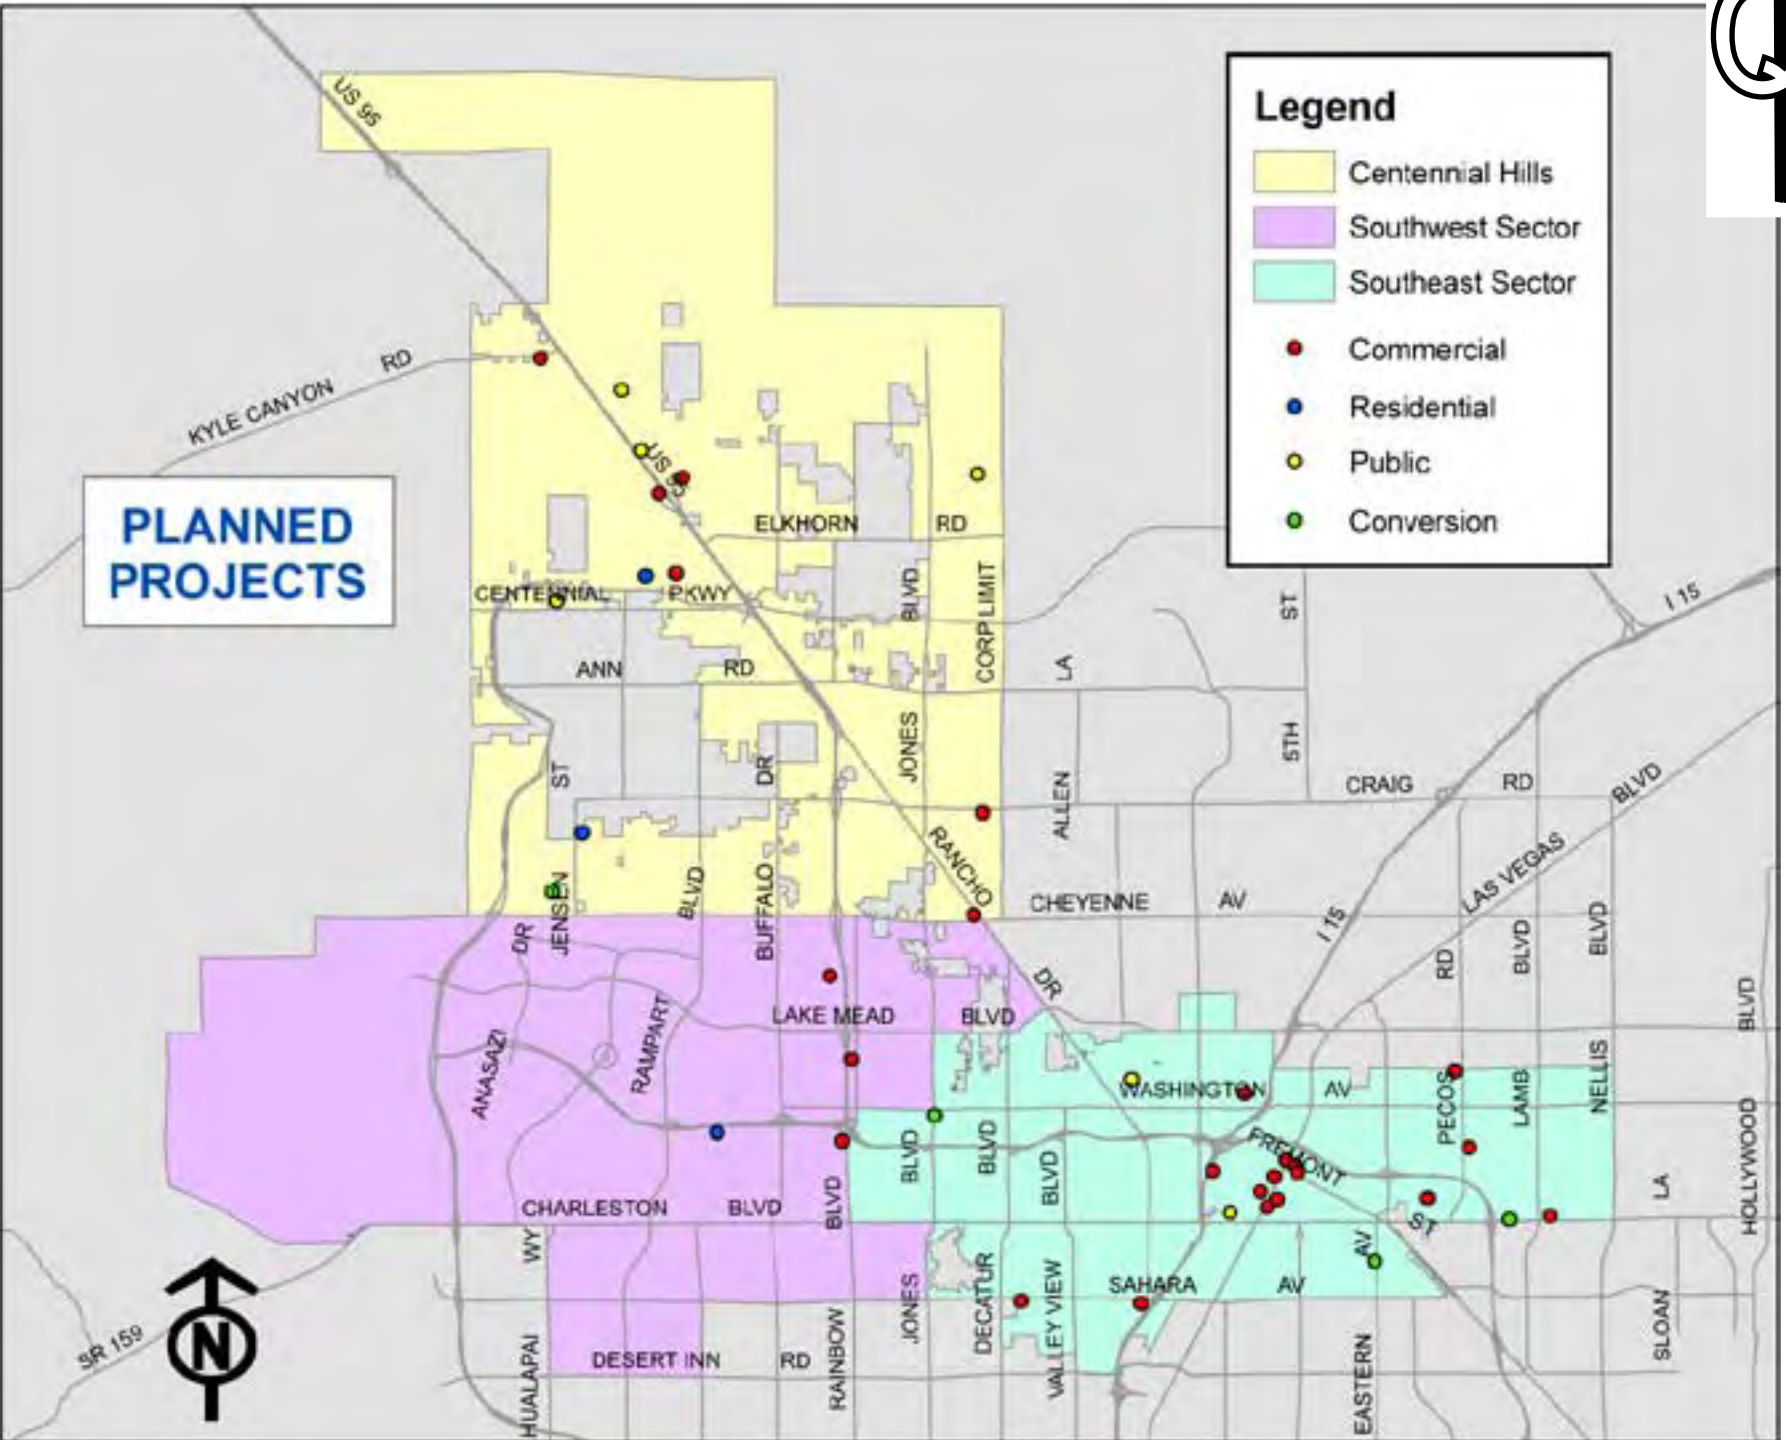 Q
US 95
Legend
Centennial Hills
Southwest Sector
Southeast Sector
Commercial
Residential
Public
Conversion
KYLE CANYON RD
US 95
PLANNED
PROJECTS
ELKHORN RD
CENTENNIAL PKWY
BLVD
CORP LIMIT
ST
I 15
ANN RD
LA
JONES
5TH
ST
DR
ALLEN
CRAIG RD
BLVD
RANCHO
LAS VEGAS
JENSEN
BLVD
BUFFALO
CHEYENNE AV
I 15
DR
RD
BLVD
BLVD
DR
BLVD
LAKE MEAD BLVD
ANASAZI
RAMPART
WASHINGTON AV
PECOS
LAMB
NELLIS
HOLLYWOOD
FREMONT
BLVD
BLVD
BLVD
CHARLESTON BLVD
BLVD
ST
LA
WY
AV
SAHARA AV
JONES
DECATUR
VALLEY VIEW
SLOAN
SR 159
N
DESERT INN RD
HUALAPAI
RAINBOW
EASTERN